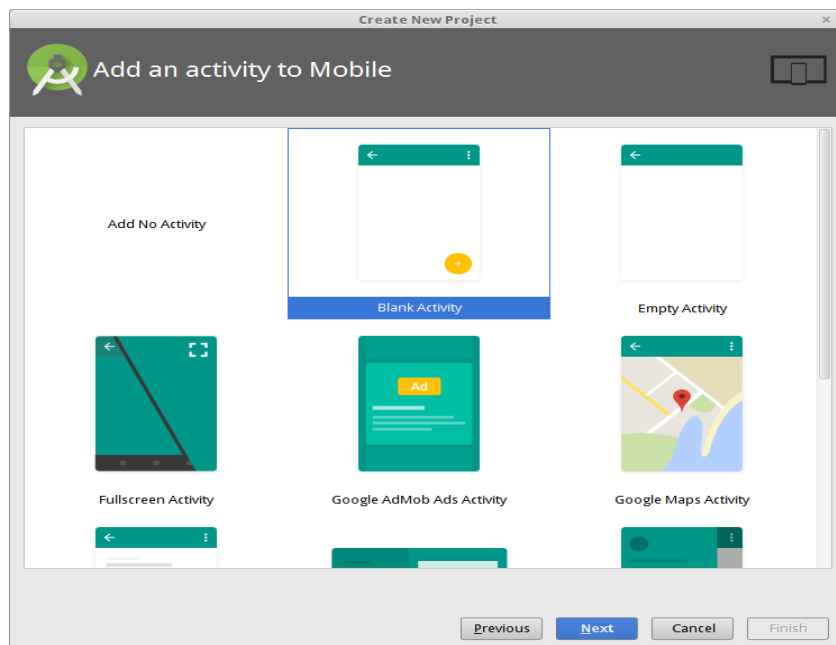 Create New Project
Add an activity to Mobile
Add No Activity
Blank Activity
Empty Activity
Ad
Fullscreen Activity
Google AdMob Ads Activity
Google Maps Activity
Previous
Next
Cancel
Finish